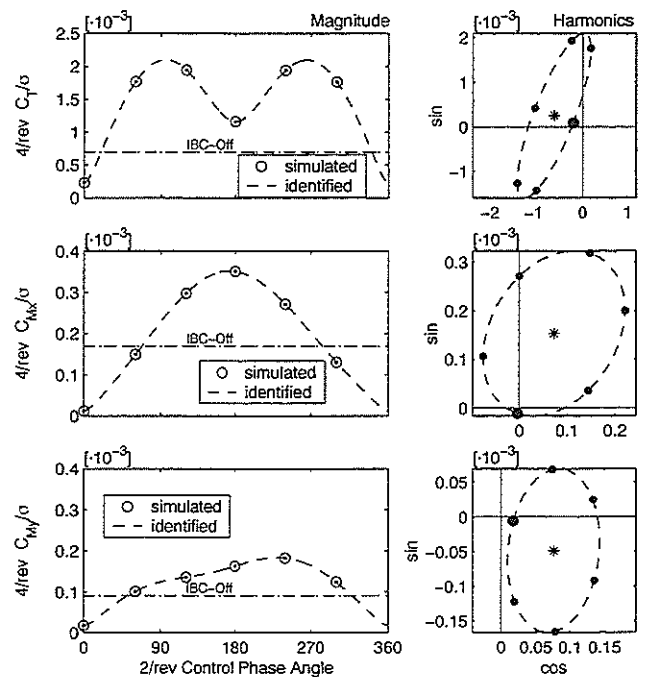 Magnitude
[·10⁻³]
2.5
2
1.5
1
0.5
0
4/rev C_T/σ
IBC-Off
simulated
identified
Harmonics
[·10⁻³]
2
1
0
-1
sin
-2 -1 0 1
[·10⁻³]
0.4
0.3
0.2
0.1
0
4/rev C_Mx/σ
IBC-Off
simulated
identified
[·10⁻³]
0.3
0.2
0.1
0
sin
0 0.1 0.2
[·10⁻³]
0.4
0.3
0.2
0.1
0
4/rev C_My/σ
simulated
identified
IBC-Off
0 90 180 270 360
2/rev Control Phase Angle
[·10⁻³]
0.05
0
-0.05
-0.1
-0.15
sin
0 0.05 0.1 0.15
cos